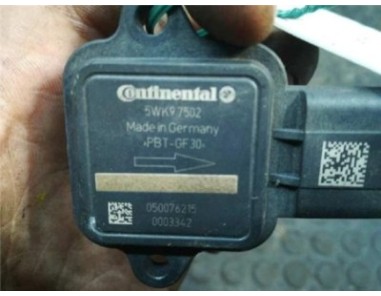 Continental
5WK9 7502
Made in Germany
>PBT-GF30<
050076215
0003342